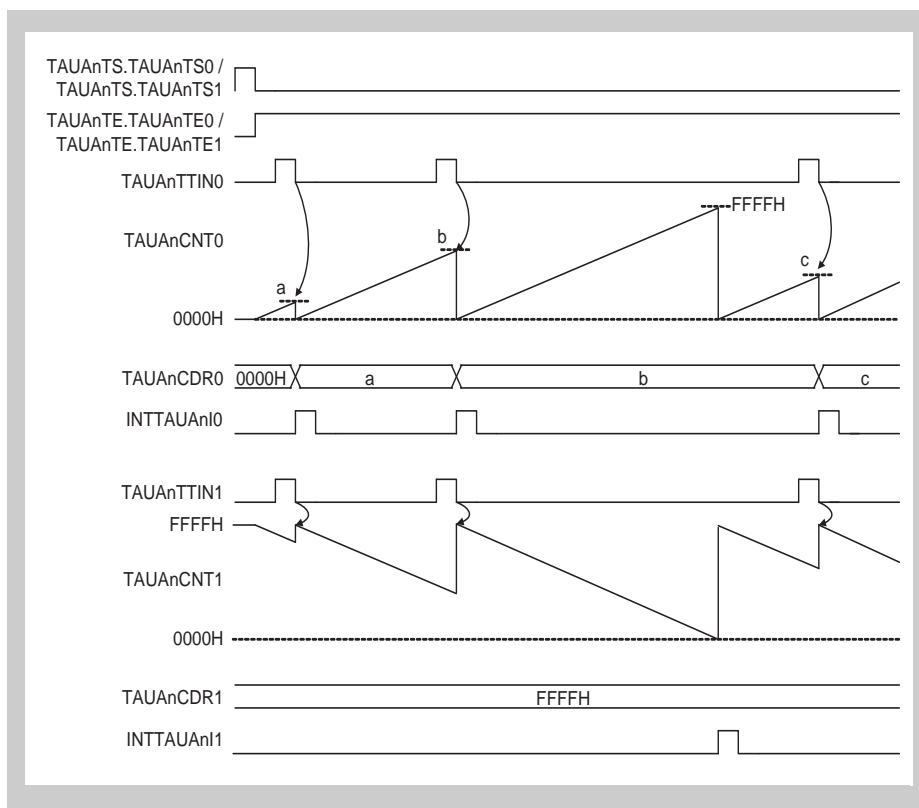 TAUAnTS.TAUAnTS0 /
TAUAnTS.TAUAnTS1
TAUAnTE.TAUAnTE0 /
TAUAnTE.TAUAnTE1
TAUAnTTIN0
FFFFH
TAUAnCNT0
b
c
a
0000H
TAUAnCDR0
0000H
a
b
c
INTTAUAnI0
TAUAnTTIN1
FFFFH
TAUAnCNT1
0000H
TAUAnCDR1
FFFFH
INTTAUAnI1